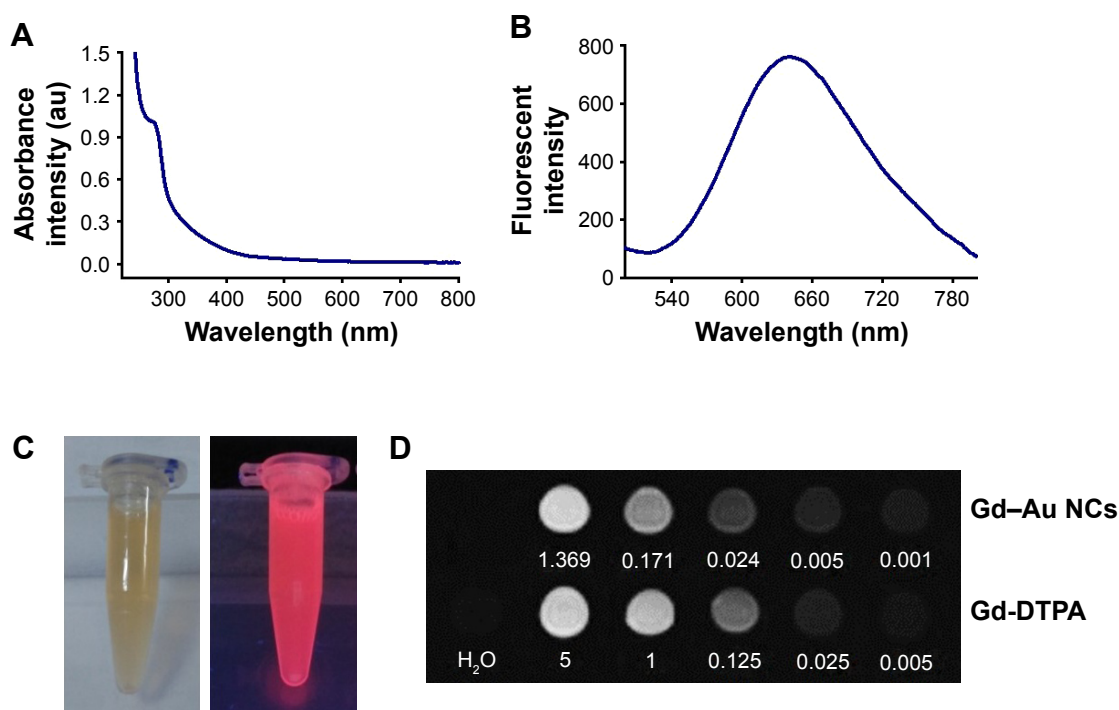 A
Absorbance
intensity (au)
1.5
1.2
0.9
0.6
0.3
0.0
300 400 500 600 700 800
Wavelength (nm)
B
Fluorescent
intensity
800
600
400
200
0
540 600 660 720 780
Wavelength (nm)
C
D
Gd–Au NCs
1.369 0.171 0.024 0.005 0.001
Gd-DTPA
H₂O 5 1 0.125 0.025 0.005